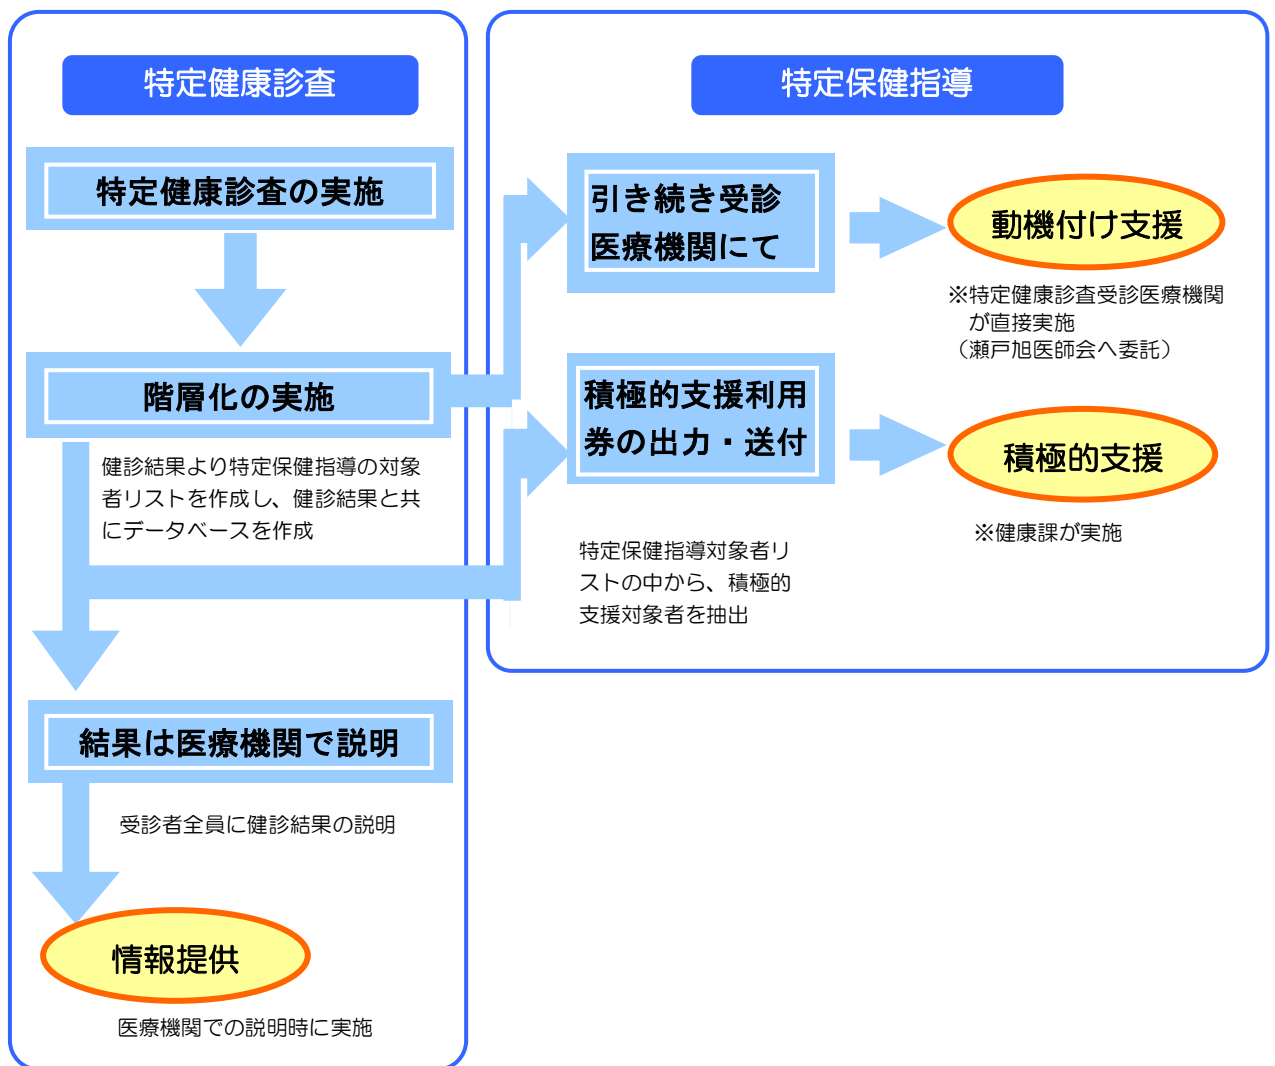 特定健康診査
特定健康診査の実施
階層化の実施
健診結果より特定保健指導の対象
者リストを作成し、健診結果と共
にデータベースを作成
結果は医療機関で説明
受診者全員に健診結果の説明
情報提供
医療機関での説明時に実施
特定保健指導
引き続き受診
医療機関にて
動機付け支援
※特定健康診査受診医療機関
が直接実施
（瀬戸旭医師会へ委託）
積極的支援利用
券の出力・送付
積極的支援
※健康課が実施
特定保健指導対象者リ
ストの中から、積極的
支援対象者を抽出